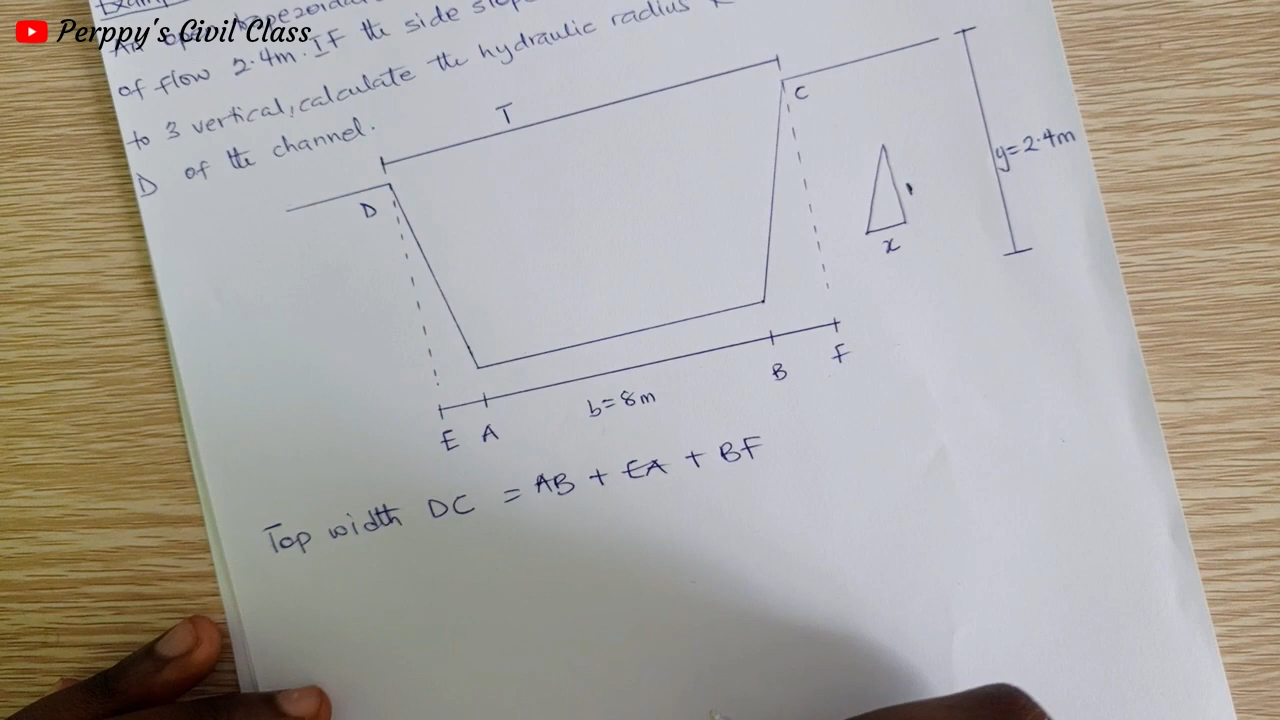 Perppy's Civil Class
of flow 2.4m. IF the side
to 3 vertical, calculate the hydraulic radius
D of the channel.
T
C
D
y=2.4m
1
x
b=8m
E A B F
Top width DC = AB + EA + BF